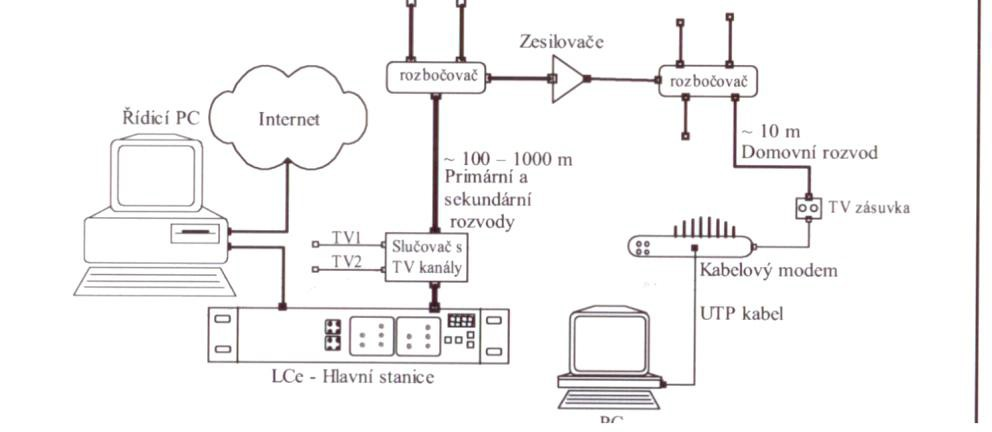 Zesilovače
rozbočovač
rozbočovač
Řídicí PC
Internet
~ 10 m
Domovní rozvod
~ 100 – 1000 m
Primární a
sekundární
rozvody
TV zásuvka
TV1
TV2
Slučovač s
TV kanály
Kabelový modem
UTP kabel
LCe - Hlavní stanice
PC